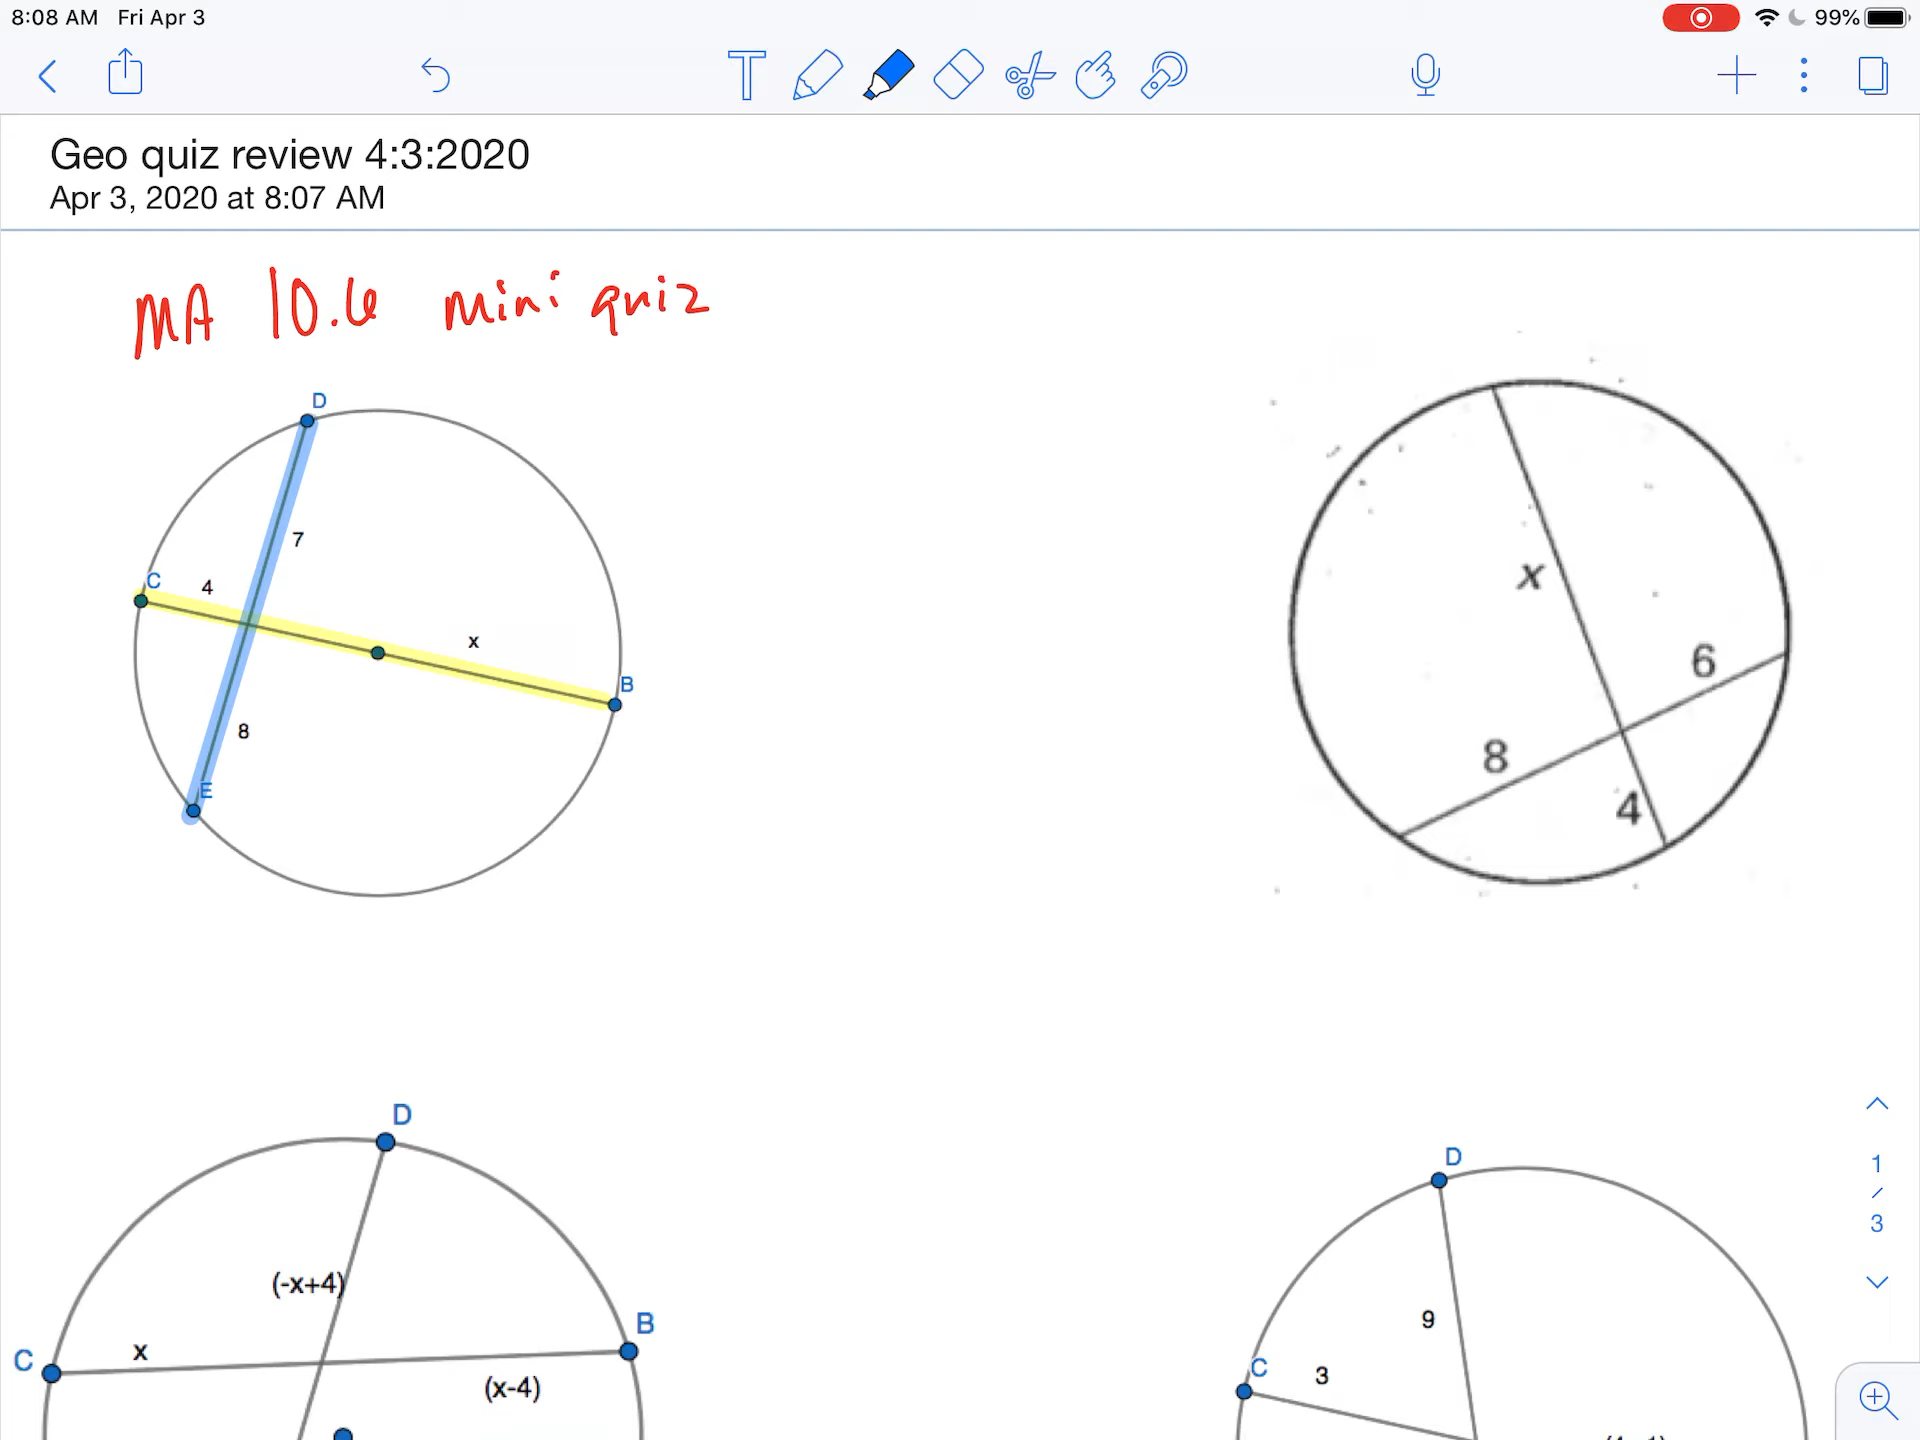 8:08 AM Fri Apr 3
99%
T
Geo quiz review 4:3:2020
Apr 3, 2020 at 8:07 AM
MA 10.6 mini quiz
D
7
C
4
x
B
8
E
x
6
8
4
D
(-x+4)
B
C
x
(x-4)
D
9
C
3
1
/
3